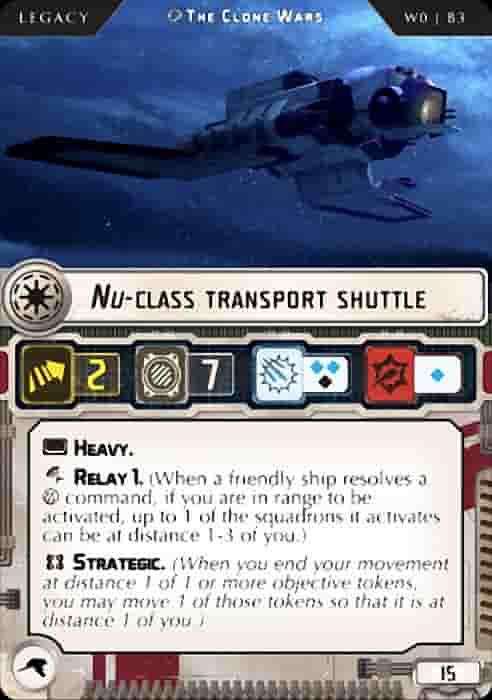 LEGACY
THE CLONE WARS
W0 | B3
NU-CLASS TRANSPORT SHUTTLE
2
7
HEAVY.
RELAY 1. (When a friendly ship resolves a
command, if you are in range to be
activated, up to 1 of the squadrons it activates
can be at distance 1-3 of you.)
STRATEGIC. (When you end your movement
at distance 1 of 1 or more objective tokens,
you may move 1 of those tokens so that it is at
distance 1 of you.)
15